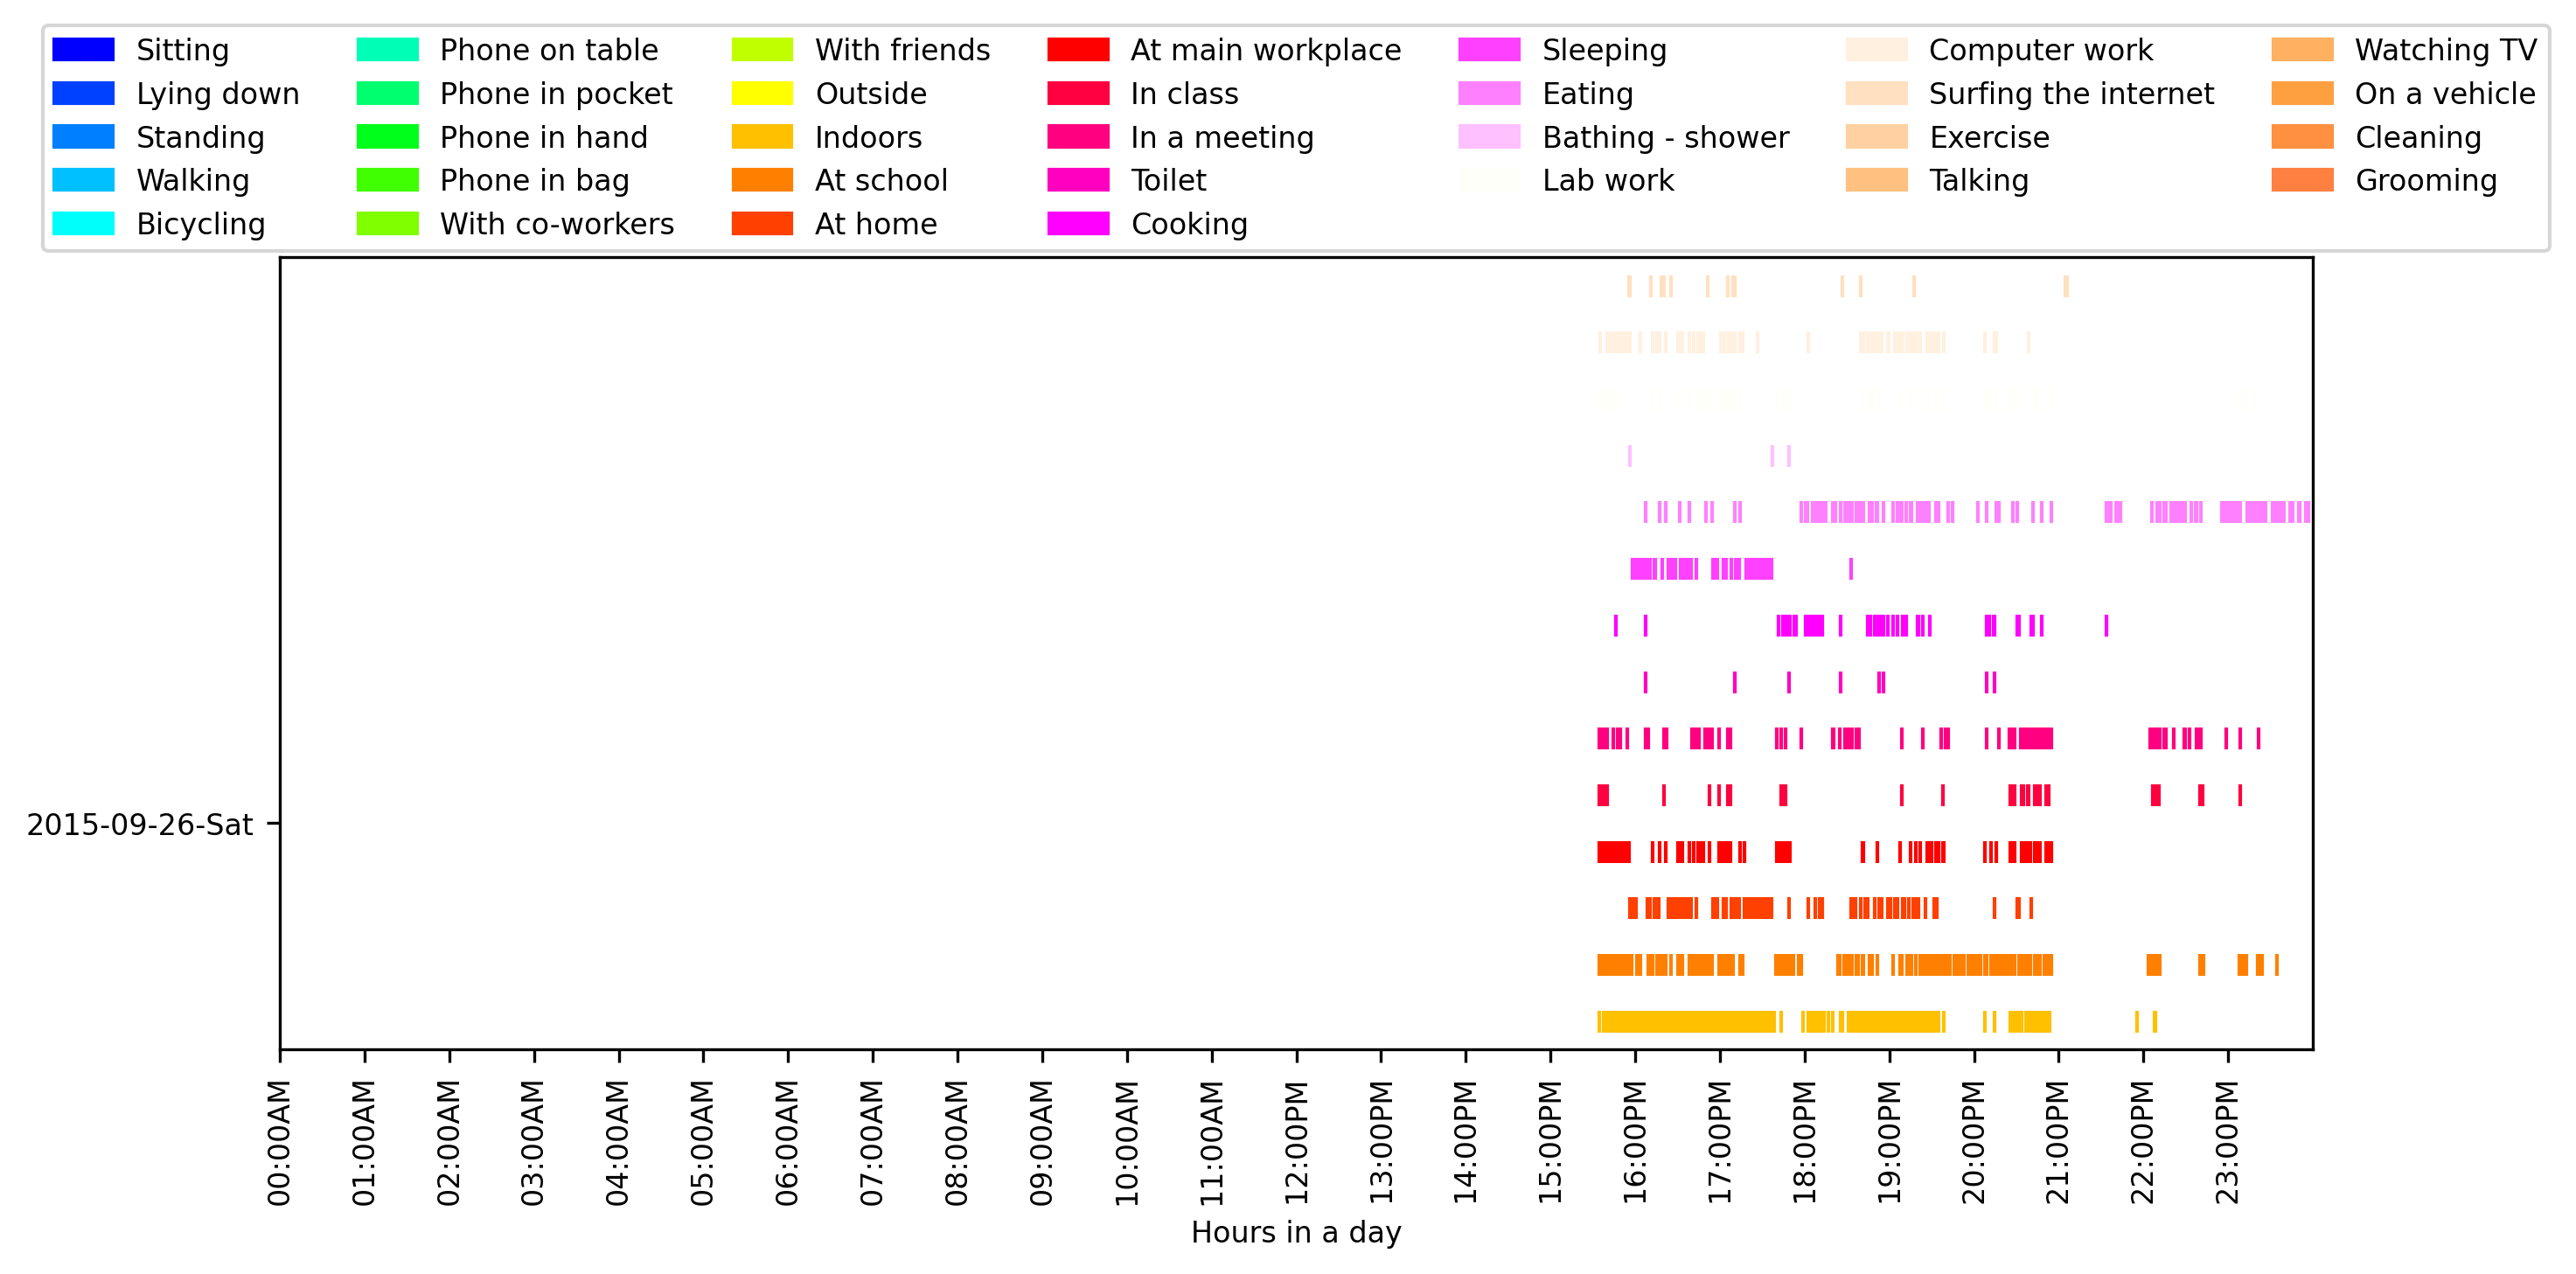 Sitting
Lying down
Standing
Walking
Bicycling
Phone on table
Phone in pocket
Phone in hand
Phone in bag
With co-workers
With friends
Outside
Indoors
At school
At home
At main workplace
In class
In a meeting
Toilet
Cooking
Sleeping
Eating
Bathing - shower
Lab work
Computer work
Surfing the internet
Exercise
Talking
Watching TV
On a vehicle
Cleaning
Grooming
2015-09-26-Sat
00:00AM
01:00AM
02:00AM
03:00AM
04:00AM
05:00AM
06:00AM
07:00AM
08:00AM
09:00AM
10:00AM
11:00AM
12:00PM
13:00PM
14:00PM
15:00PM
16:00PM
17:00PM
18:00PM
19:00PM
20:00PM
21:00PM
22:00PM
23:00PM
Hours in a day